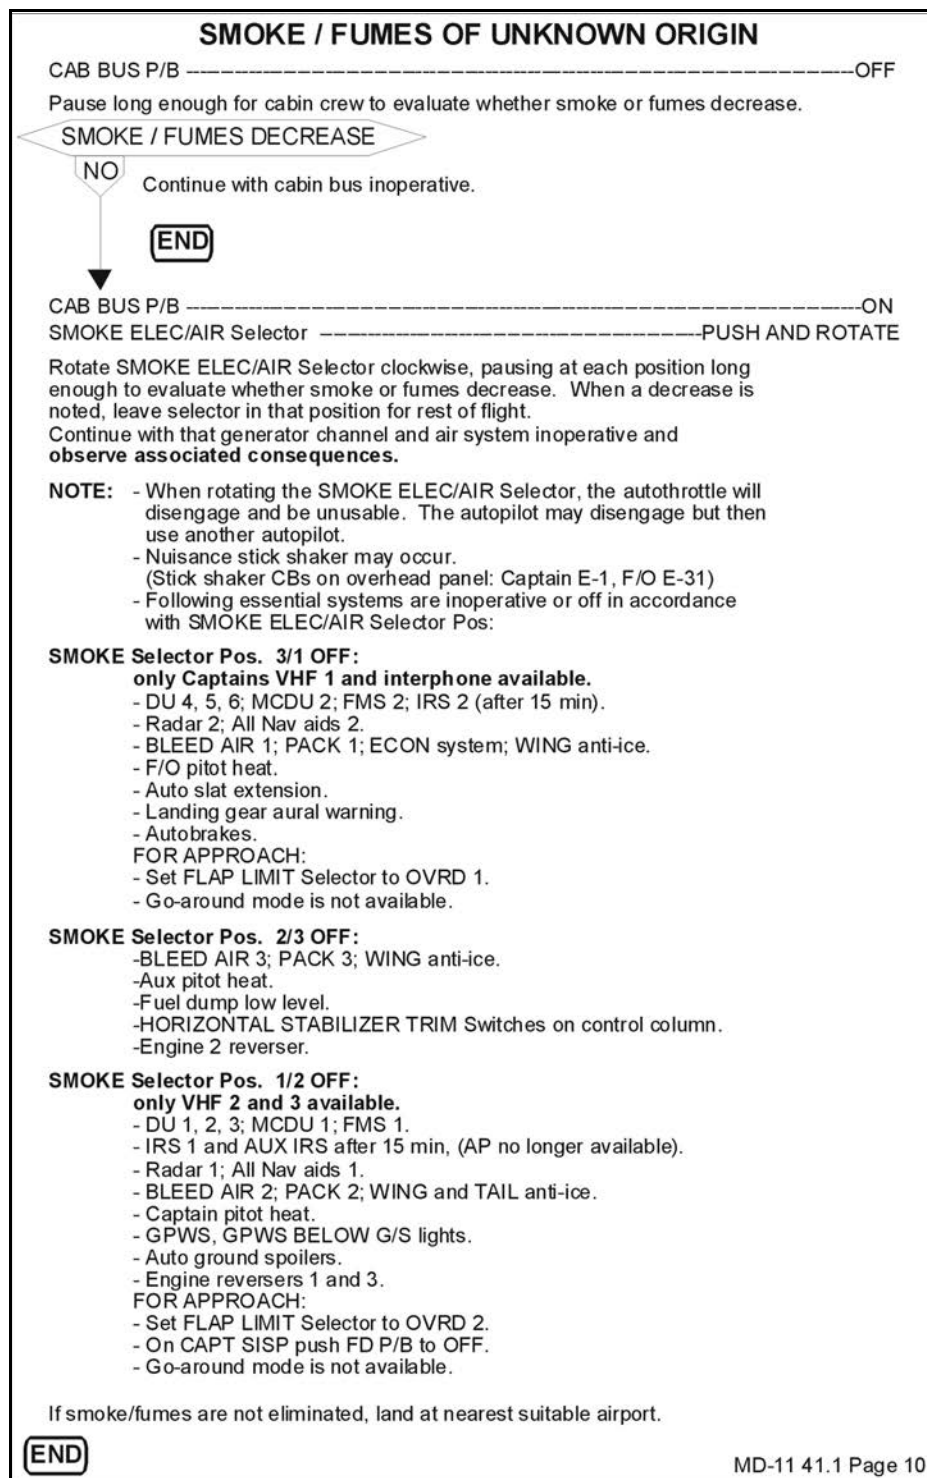 SMOKE / FUMES OF UNKNOWN ORIGIN
CAB BUS P/B ----------------------------------------------------------------OFF
Pause long enough for cabin crew to evaluate whether smoke or fumes decrease.
SMOKE / FUMES DECREASE
NO
Continue with cabin bus inoperative.
END
CAB BUS P/B ----------------------------------------------------------------ON
SMOKE ELEC/AIR Selector ------------------------------------PUSH AND ROTATE
Rotate SMOKE ELEC/AIR Selector clockwise, pausing at each position long
enough to evaluate whether smoke or fumes decrease. When a decrease is
noted, leave selector in that position for rest of flight.
Continue with that generator channel and air system inoperative and
observe associated consequences.
NOTE: - When rotating the SMOKE ELEC/AIR Selector, the autothrottle will
disengage and be unusable. The autopilot may disengage but then
use another autopilot.
- Nuisance stick shaker may occur.
(Stick shaker CBs on overhead panel: Captain E-1, F/O E-31)
- Following essential systems are inoperative or off in accordance
with SMOKE ELEC/AIR Selector Pos:
SMOKE Selector Pos. 3/1 OFF:
only Captains VHF 1 and interphone available.
- DU 4, 5, 6; MCDU 2; FMS 2; IRS 2 (after 15 min).
- Radar 2; All Nav aids 2.
- BLEED AIR 1; PACK 1; ECON system; WING anti-ice.
- F/O pitot heat.
- Auto slat extension.
- Landing gear aural warning.
- Autobrakes.
FOR APPROACH:
- Set FLAP LIMIT Selector to OVRD 1.
- Go-around mode is not available.
SMOKE Selector Pos. 2/3 OFF:
-BLEED AIR 3; PACK 3; WING anti-ice.
-Aux pitot heat.
-Fuel dump low level.
-HORIZONTAL STABILIZER TRIM Switches on control column.
-Engine 2 reverser.
SMOKE Selector Pos. 1/2 OFF:
only VHF 2 and 3 available.
- DU 1, 2, 3; MCDU 1; FMS 1.
- IRS 1 and AUX IRS after 15 min, (AP no longer available).
- Radar 1; All Nav aids 1.
- BLEED AIR 2; PACK 2; WING and TAIL anti-ice.
- Captain pitot heat.
- GPWS, GPWS BELOW G/S lights.
- Auto ground spoilers.
- Engine reversers 1 and 3.
FOR APPROACH:
- Set FLAP LIMIT Selector to OVRD 2.
- On CAPT SISP push FD P/B to OFF.
- Go-around mode is not available.
If smoke/fumes are not eliminated, land at nearest suitable airport.
END
MD-11 41.1 Page 10